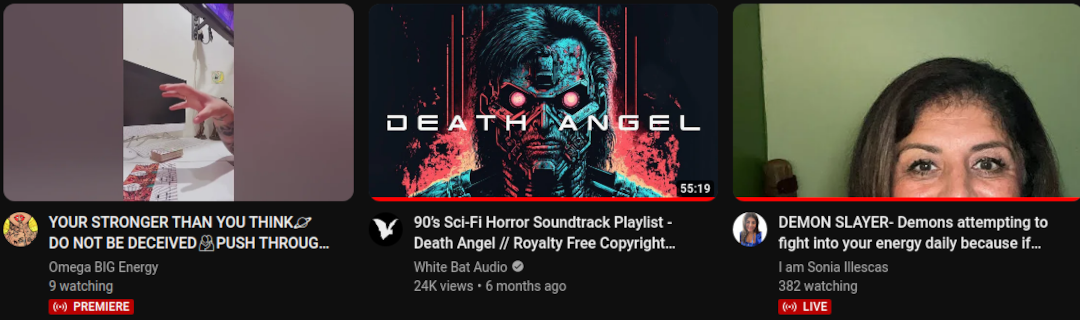 DEATH ANGEL
55:19
YOUR STRONGER THAN YOU THINK🪐
DO NOT BE DECEIVED🫂PUSH THROUG…
Omega BIG Energy
9 watching
PREMIERE
90's Sci-Fi Horror Soundtrack Playlist -
Death Angel // Royalty Free Copyright…
White Bat Audio
24K views • 6 months ago
DEMON SLAYER- Demons attempting to
fight into your energy daily because if…
I am Sonia Illescas
382 watching
LIVE